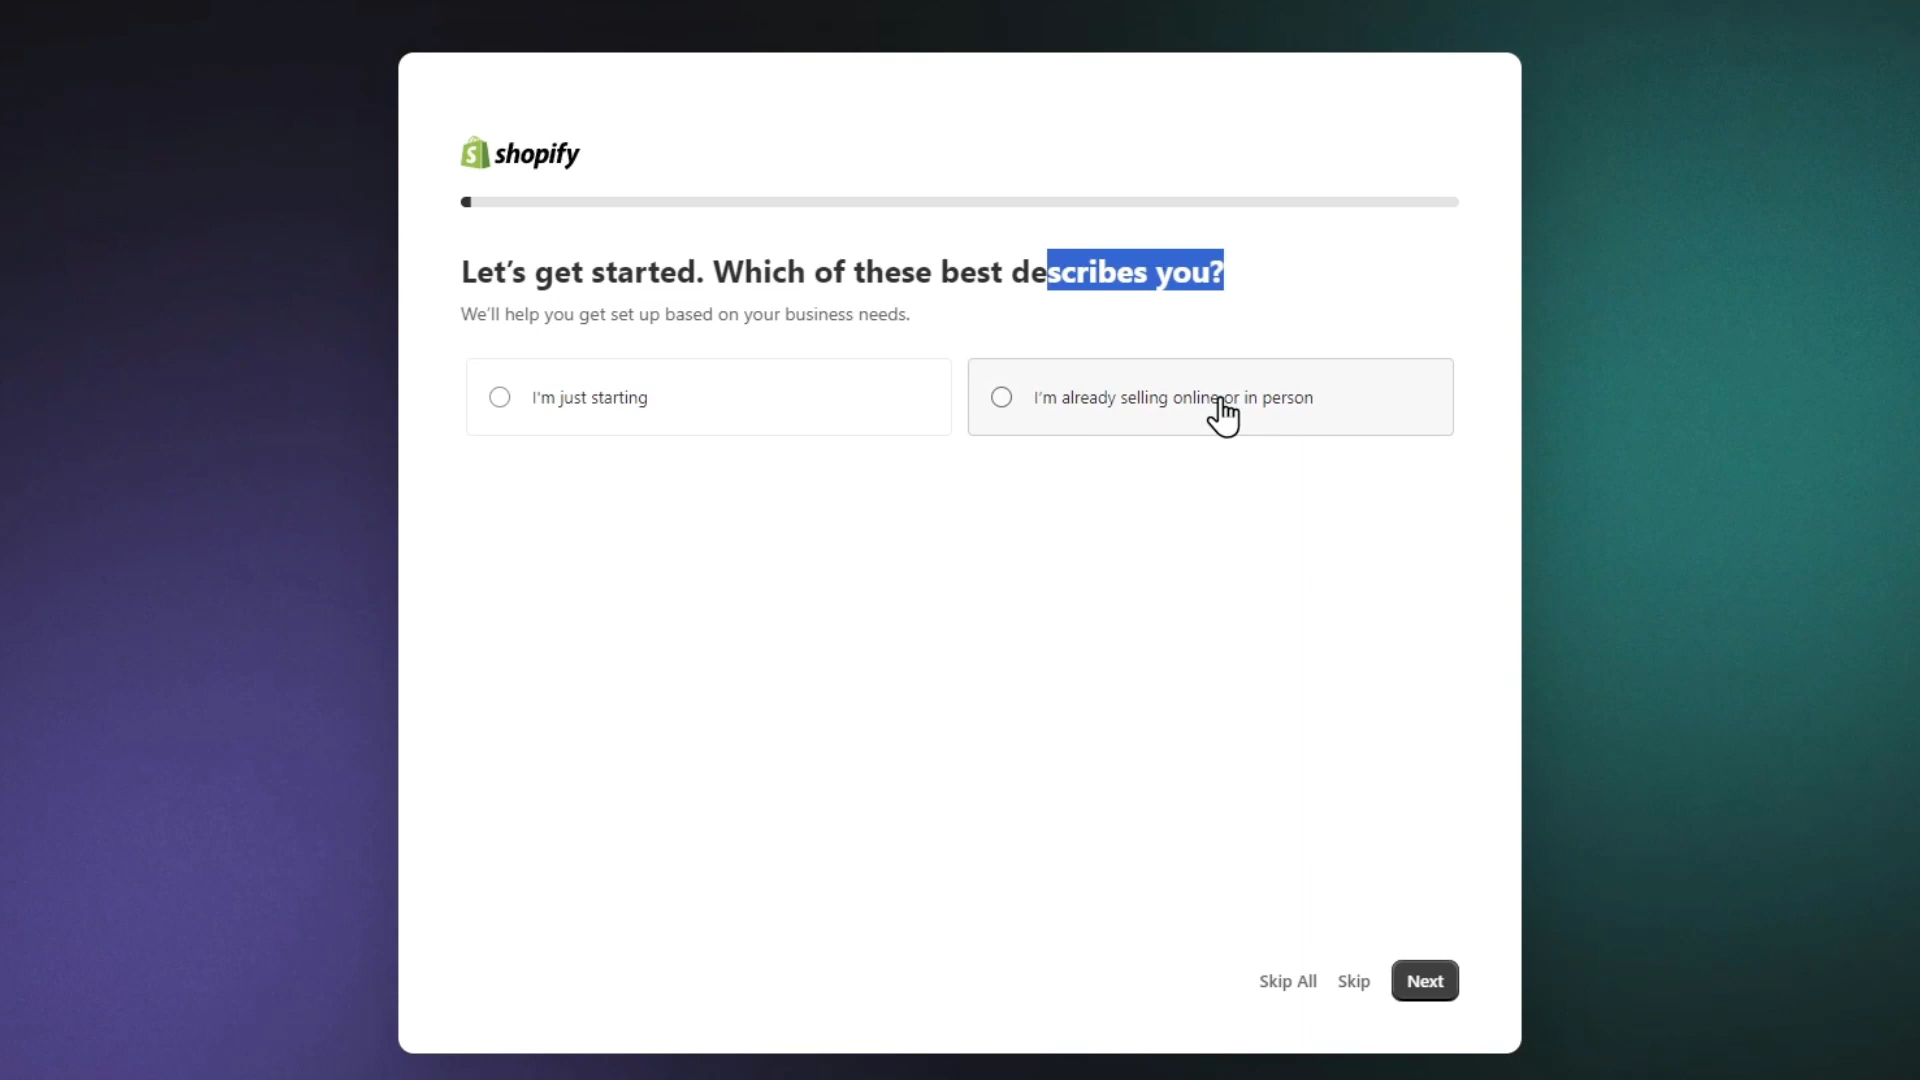 shopify
Let’s get started. Which of these best describes you?
We’ll help you get set up based on your business needs.
I'm just starting
I’m already selling online or in person
Skip All Skip Next